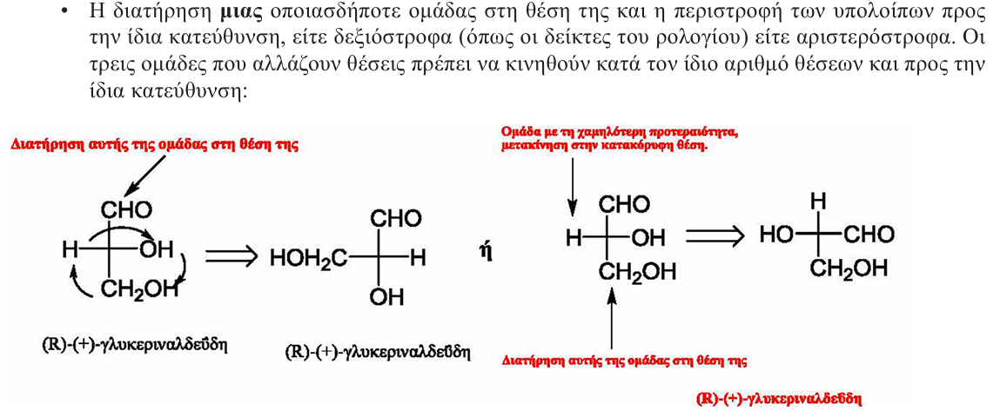 • Η διατήρηση μιας οποιασδήποτε ομάδας στη θέση της και η περιστροφή των υπολοίπων προς
την ίδια κατεύθυνση, είτε δεξιόστροφα (όπως οι δείκτες του ρολογίου) είτε αριστερόστροφα. Οι
τρεις ομάδες που αλλάζουν θέσεις πρέπει να κινηθούν κατά τον ίδιο αριθμό θέσεων και προς την
ίδια κατεύθυνση:
Διατήρηση αυτής της ομάδας στη θέση της
CHO
H OH
CH₂OH
(R)-(+)-γλυκεριναλδεΰδη
CHO
HOH₂C H
OH
(R)-(+)-γλυκεριναλδεΰδη
ή
Ομάδα με τη χαμηλότερη προτεραιότητα,
μετακίνηση στην κατακόρυφη θέση.
CHO
H OH
CH₂OH
Διατήρηση αυτής της ομάδας στη θέση της
H
HO CHO
CH₂OH
(R)-(+)-γλυκεριναλδεΰδη